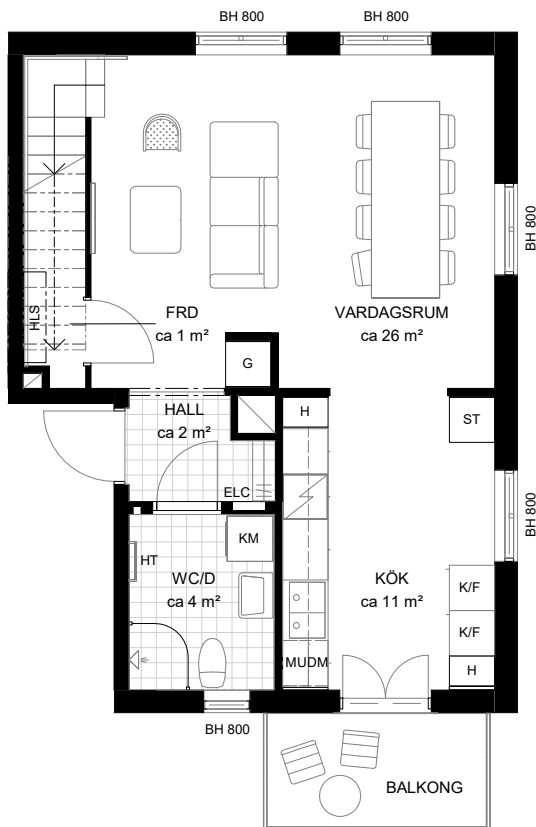 BH 800
BH 800
BH 800
HLS
FRD
ca 1 m²
VARDAGSRUM
ca 26 m²
G
HALL
ca 2 m²
H
ST
ELC
BH 800
KM
HT
WC/D
ca 4 m²
KÖK
ca 11 m²
K/F
K/F
MUDM
H
BH 800
BALKONG